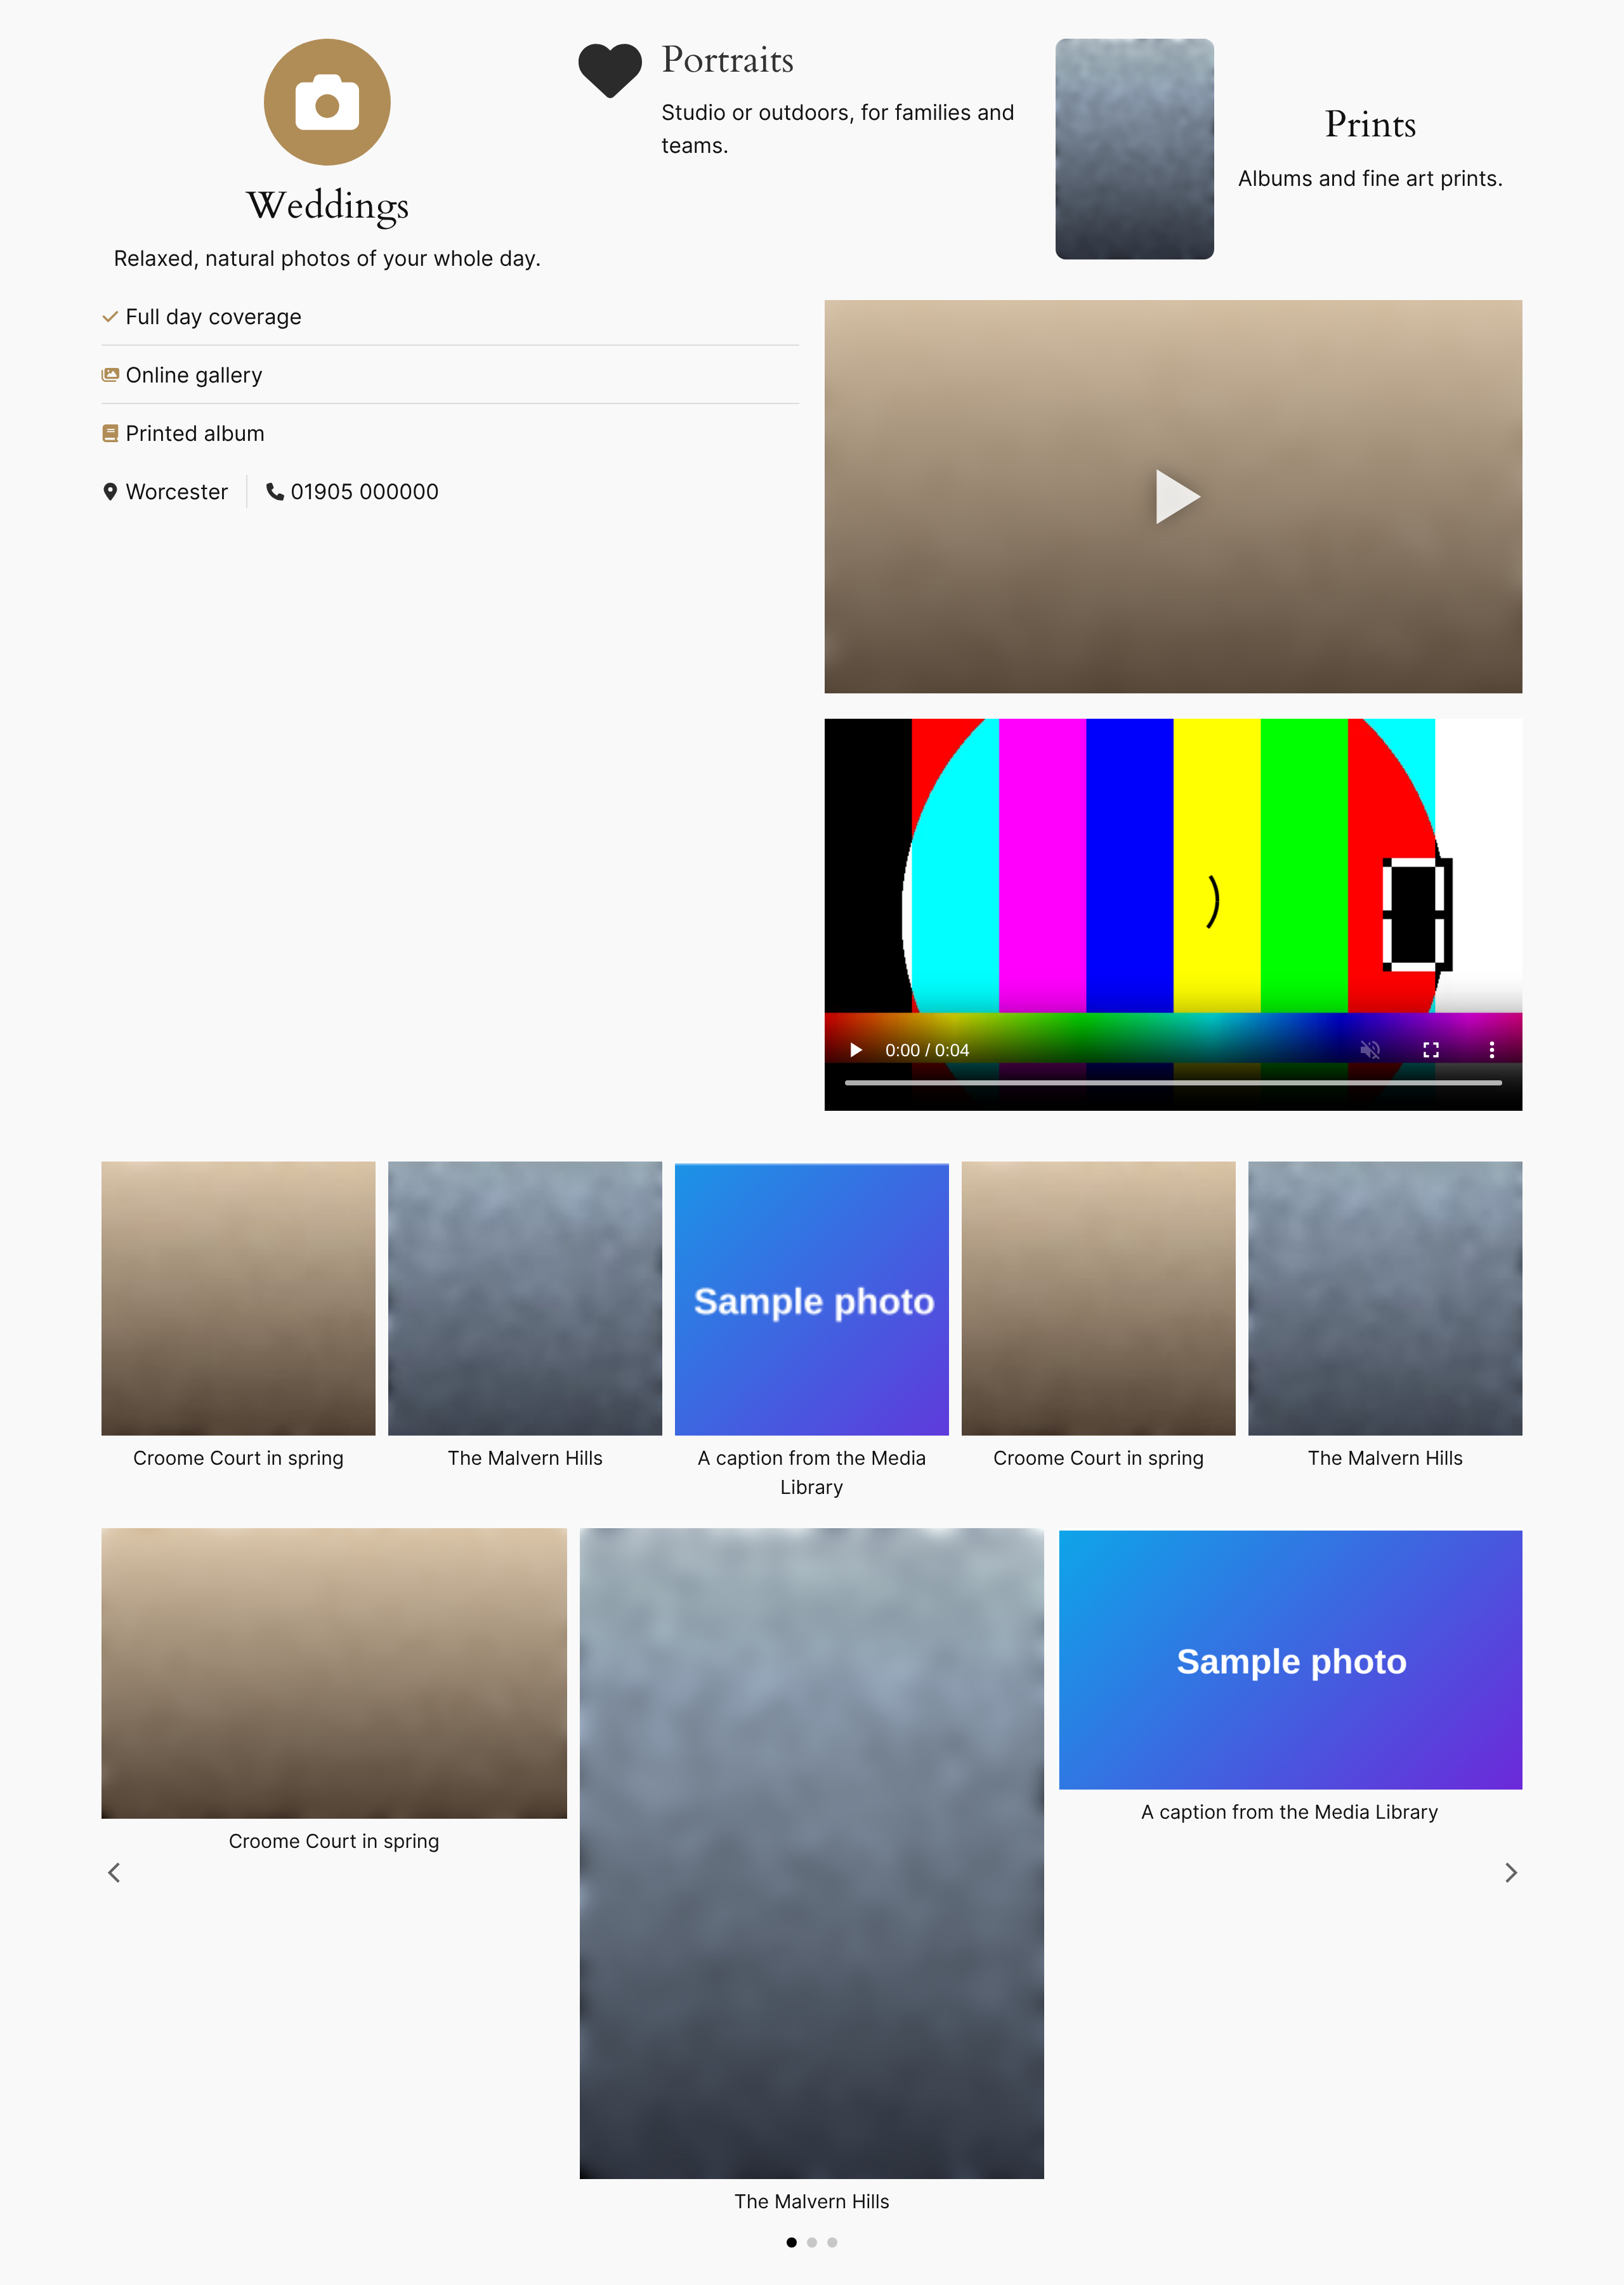 Weddings
Relaxed, natural photos of your whole day.
Portraits
Studio or outdoors, for families and
teams.
Prints
Albums and fine art prints.
Full day coverage
Online gallery
Printed album
Worcester
01905 000000
0:00 / 0:04
Sample photo
Croome Court in spring
The Malvern Hills
A caption from the Media
Library
Croome Court in spring
The Malvern Hills
Sample photo
Croome Court in spring
A caption from the Media Library
The Malvern Hills